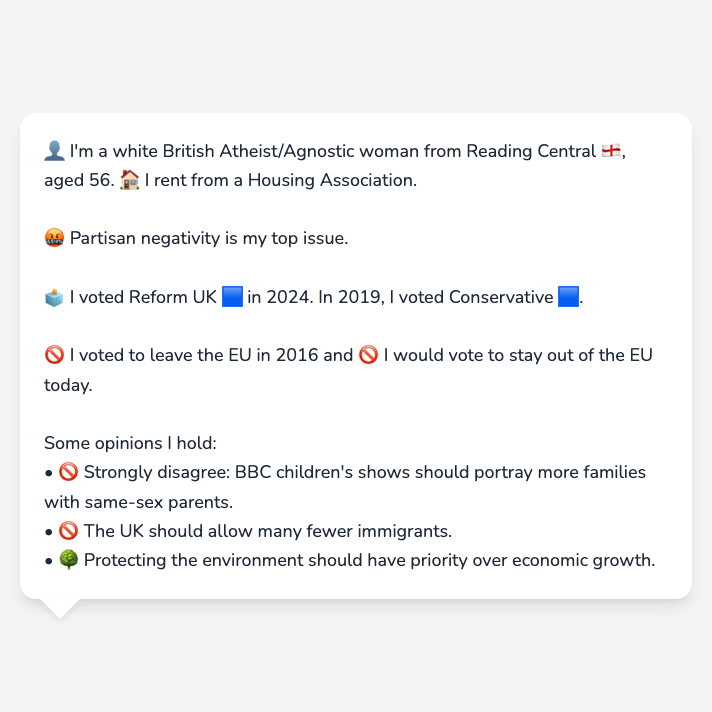 👤 I'm a white British Atheist/Agnostic woman from Reading Central 🏴󠁧󠁢󠁥󠁮󠁧󠁿,
aged 56. 🏠 I rent from a Housing Association.
🤬 Partisan negativity is my top issue.
🗳️ I voted Reform UK 🟦 in 2024. In 2019, I voted Conservative 🟦.
🚫 I voted to leave the EU in 2016 and 🚫 I would vote to stay out of the EU
today.
Some opinions I hold:
• 🚫 Strongly disagree: BBC children's shows should portray more families
with same-sex parents.
• 🚫 The UK should allow many fewer immigrants.
• 🌳 Protecting the environment should have priority over economic growth.